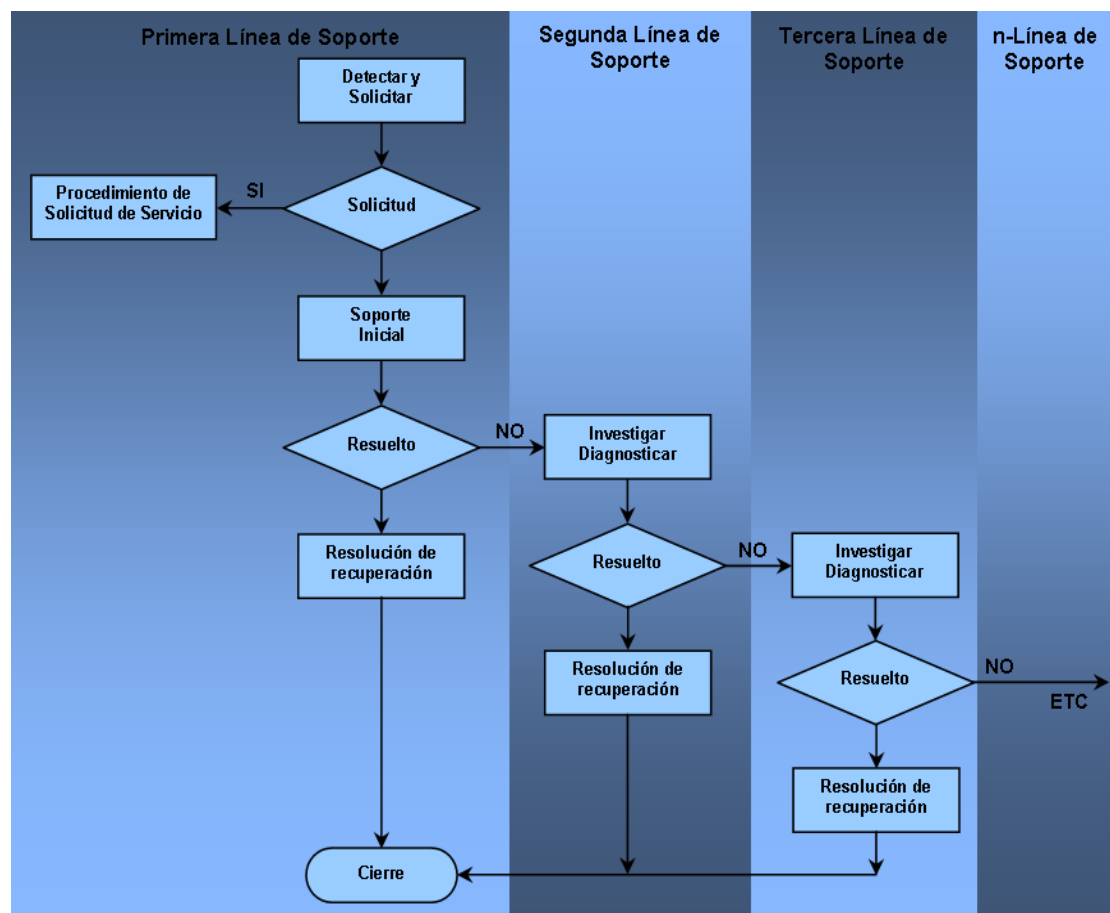 Primera Línea de Soporte
Segunda Línea de
Soporte
Tercera Línea de
Soporte
n-Línea de
Soporte
Detectar y
Solicitar
Procedimiento de
Solicitud de Servicio
SI
Solicitud
Soporte
Inicial
Resuelto
NO
Investigar
Diagnosticar
Resolución de
recuperación
Resuelto
NO
Investigar
Diagnosticar
Resolución de
recuperación
Resuelto
NO
ETC
Resolución de
recuperación
Cierre